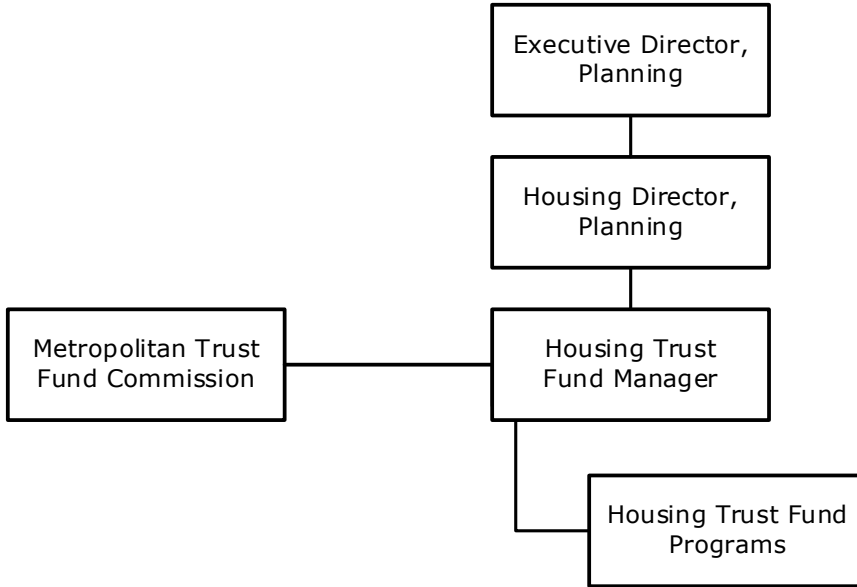 Executive Director,
Planning
Housing Director,
Planning
Metropolitan Trust
Fund Commission
Housing Trust
Fund Manager
Housing Trust Fund
Programs